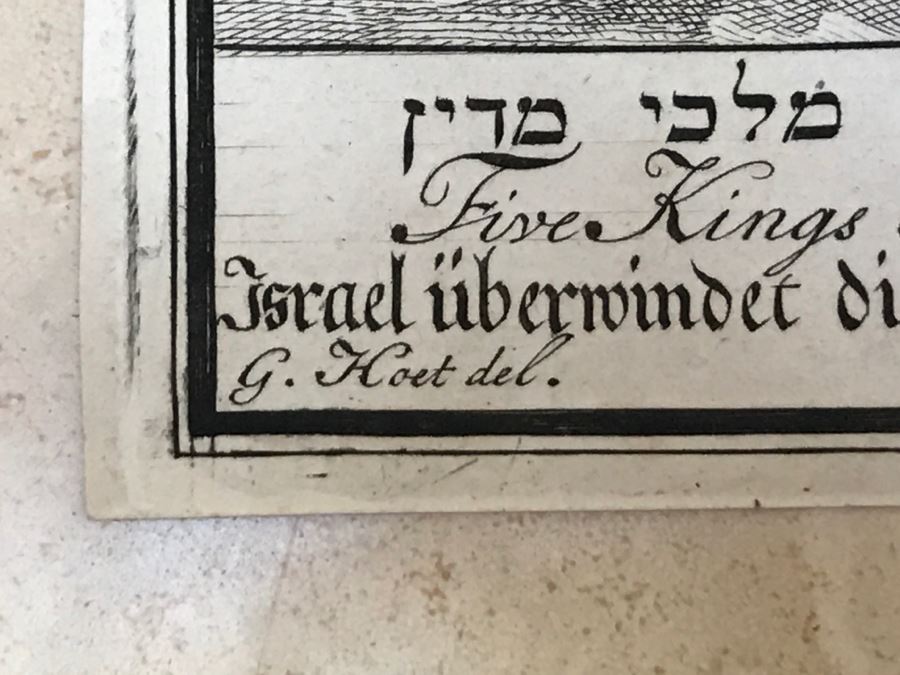 מלכי מדין
Five Kings
Israel überwindet di
G. Hoet del.